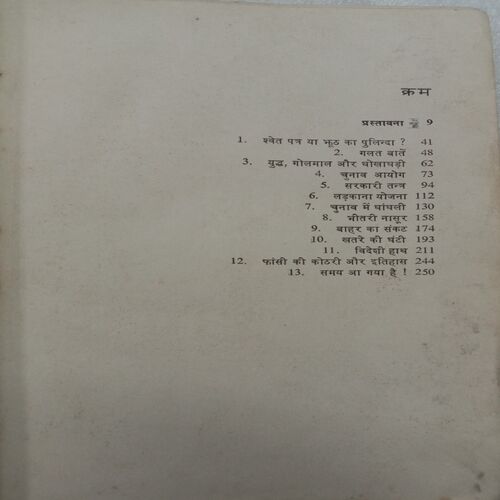 क्रम
प्रस्तावना 9
1. श्वेत पत्र या झूठ का पुलिन्दा ? 41
2. गलत बातें 48
3. युद्ध, गोलमाल और धोखाधड़ी 62
4. चुनाव आयोग 73
5. सरकारी तन्त्र 94
6. लड़काना योजना 112
7. चुनाव में धांधली 130
8. भीतरी नासूर 158
9. बाहर का संकट 174
10. खतरे की घंटी 193
11. विदेशी हाथ 211
12. फांसी की कोठरी और इतिहास 244
13. समय आ गया है ! 250